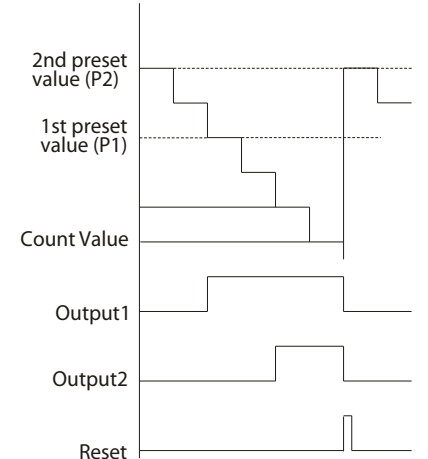 2nd preset
value (P2)
1st preset
value (P1)
Count Value
Output1
Output2
Reset